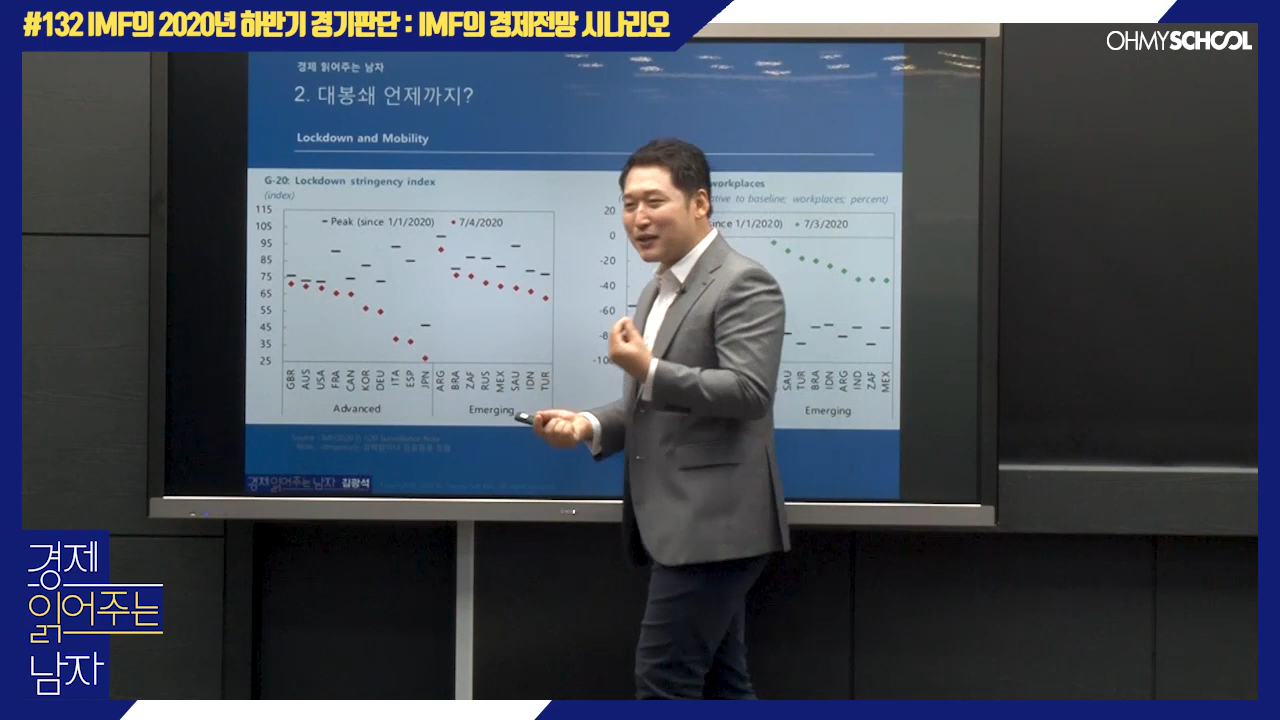 #132 IMF의 2020년 하반기 경기판단 : IMF의 경제전망 시나리오
OHMYSCHOOL
경제 읽어주는 남자
2. 대봉쇄 언제까지?
Lockdown and Mobility
G-20: Lockdown stringency index
(index)
Peak (since 1/1/2020) 7/4/2020
115
105
95
85
75
65
55
45
35
25
GBR AUS USA FRA CAN KOR DEU ITA ESP JPN ARG BRA ZAF RUS MEX SAU IDN TUR
Advanced Emerging
workplaces
to baseline; workplaces; percent)
1/1/2020) 7/3/2020
20
0
-20
-40
-60
SAU TUR BRA IDN ARG IND ZAF MEX
Emerging
경제 읽어주는 남자 김광석
경제
읽어주는
남자